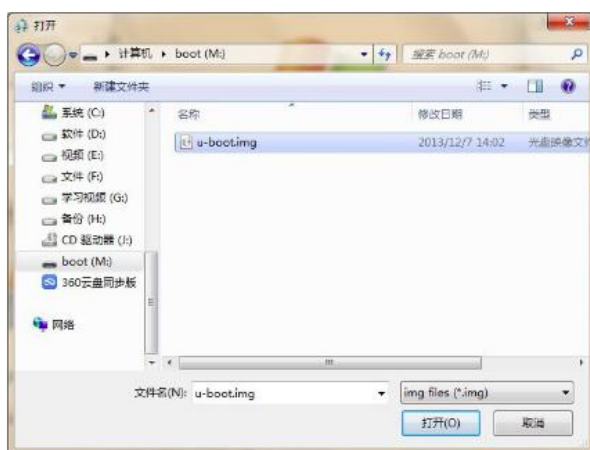 打开
计算机 ▸ boot (M:)
搜索 boot (M:)
组织 新建文件夹
系统 (C:)
软件 (D:)
视频 (E:)
文件 (F:)
学习视频 (G:)
备份 (H:)
CD 驱动器 (J:)
boot (M:)
360云盘同步版
网络
名称 修改日期 类型
u-boot.img 2013/12/7 14:02 光盘映像文件
文件名(N): u-boot.img
img files (*.img)
打开(O) 取消